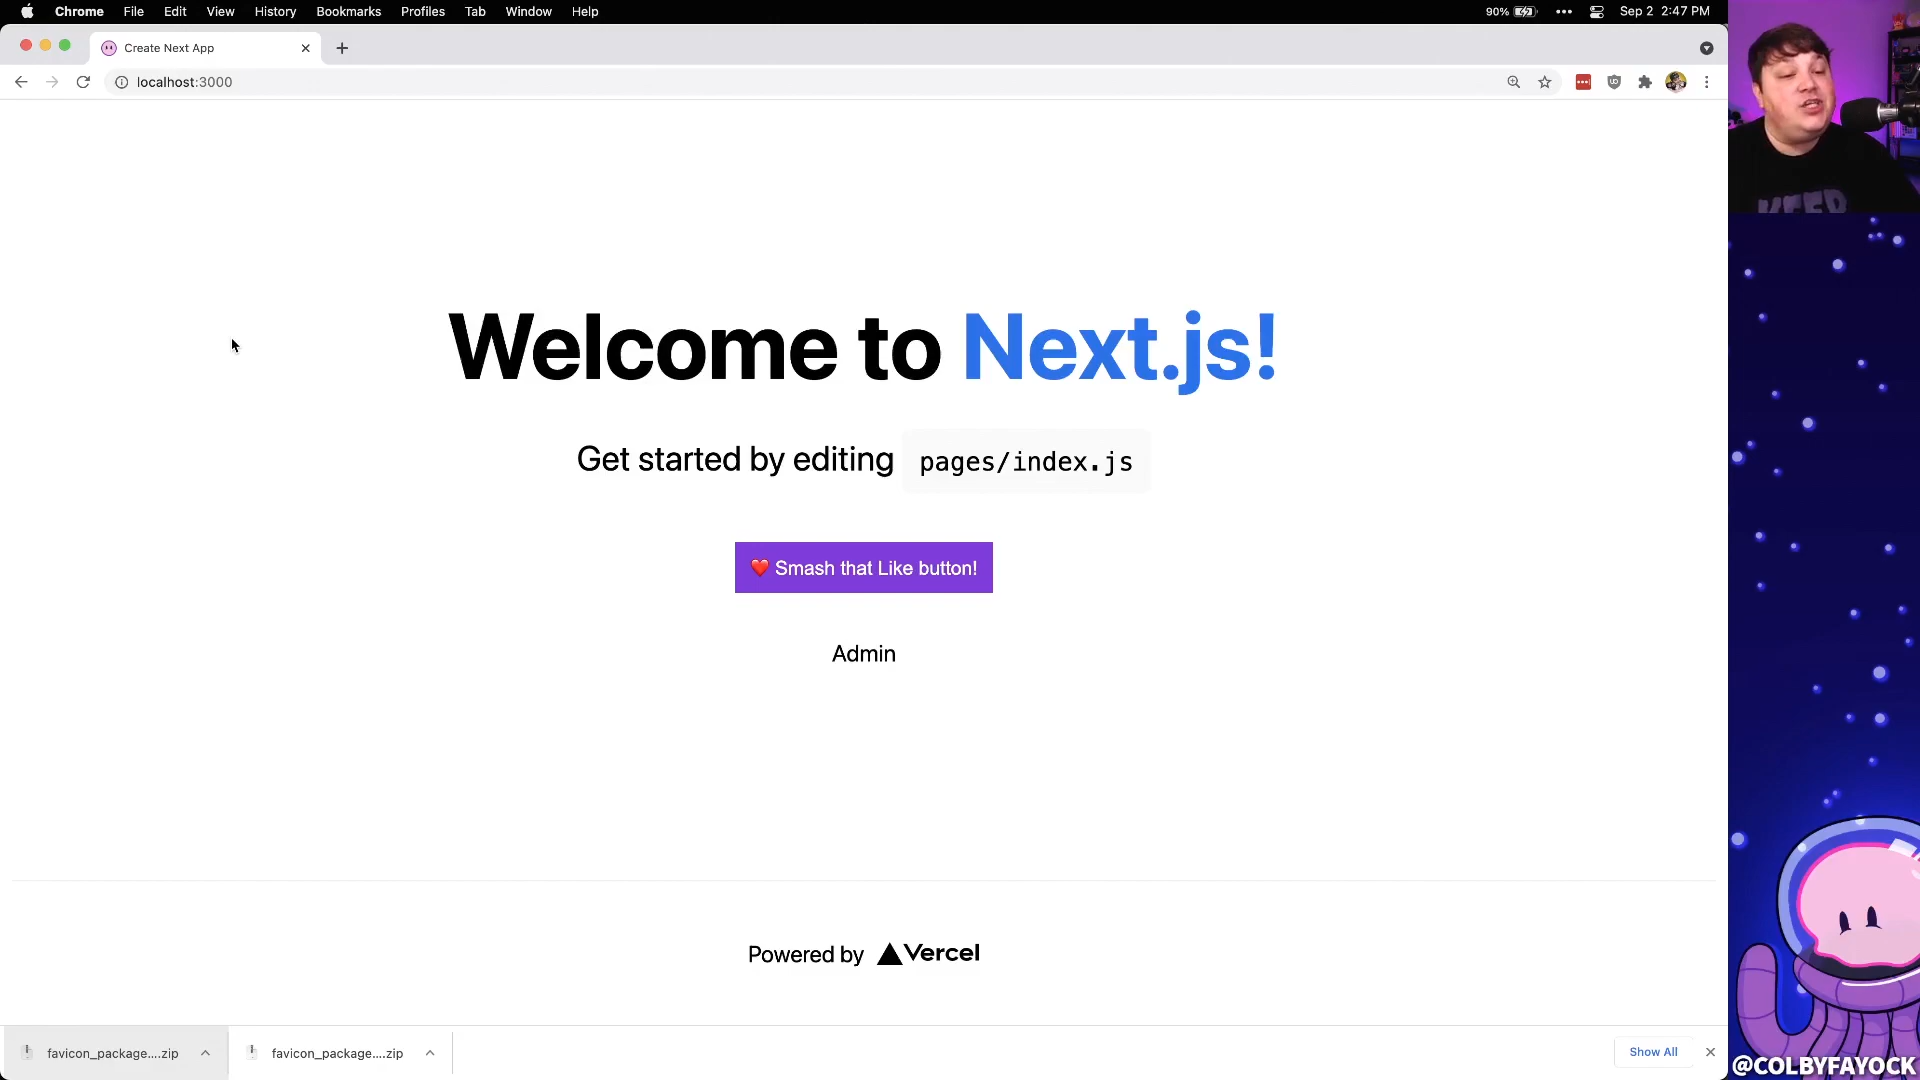 Chrome File Edit View History Bookmarks Profiles Tab Window Help 90% Sep 2 2:47 PM
Create Next App
localhost:3000
Welcome to Next.js!
Get started by editing pages/index.js
❤️ Smash that Like button!
Admin
Powered by Vercel
favicon_package....zip favicon_package....zip Show All
KEEP
@COLBYFAYOCK